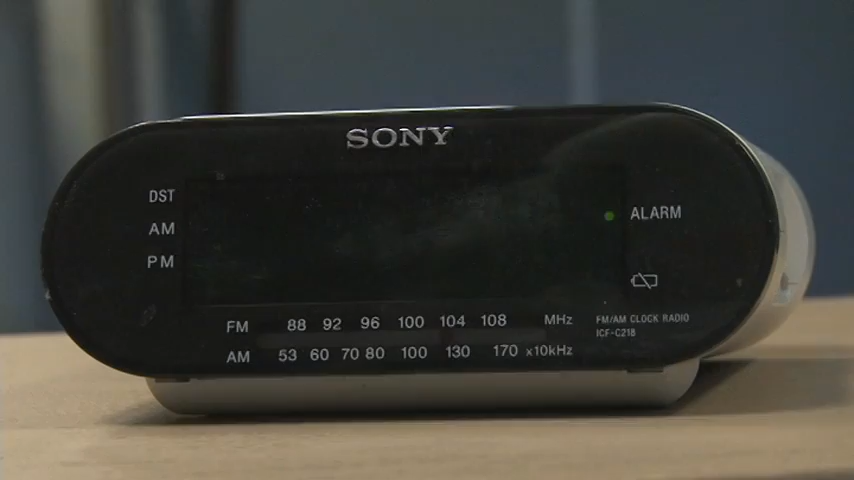 SONY
DST
AM
PM
ALARM
FM 88 92 96 100 104 108 MHz
AM 53 60 70 80 100 130 170 x10kHz
FM/AM CLOCK RADIO
ICF-C218